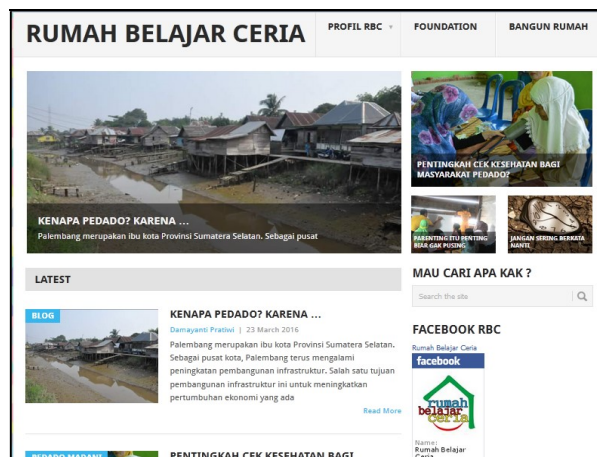 RUMAH BELAJAR CERIA
PROFIL RBC
FOUNDATION
BANGUN RUMAH
KENAPA PEDADO? KARENA ...
Palembang merupakan ibu kota Provinsi Sumatera Selatan. Sebagai pusat
PENTINGKAH CEK KESEHATAN BAGI
MASYARAKAT PEDADO?
PARENTING ITU PENTING
BIAR GAK PUSING
JANGAN SERING BERKATA
NANTI
LATEST
BLOG
KENAPA PEDADO? KARENA ...
Damayanti Pratiwi | 23 March 2016
Palembang merupakan ibu kota Provinsi Sumatera Selatan.
Sebagai pusat kota, Palembang terus mengalami
peningkatan pembangunan infrastruktur. Salah satu tujuan
pembangunan infrastruktur ini untuk meningkatkan
pertumbuhan ekonomi yang ada
Read More
PEDADO MADANI
PENTINGKAH CEK KESEHATAN BAGI
MAU CARI APA KAK ?
Search the site
FACEBOOK RBC
Rumah Belajar Ceria
facebook
rumah
belajar
ceria
Name:
Rumah Belajar
Ceria